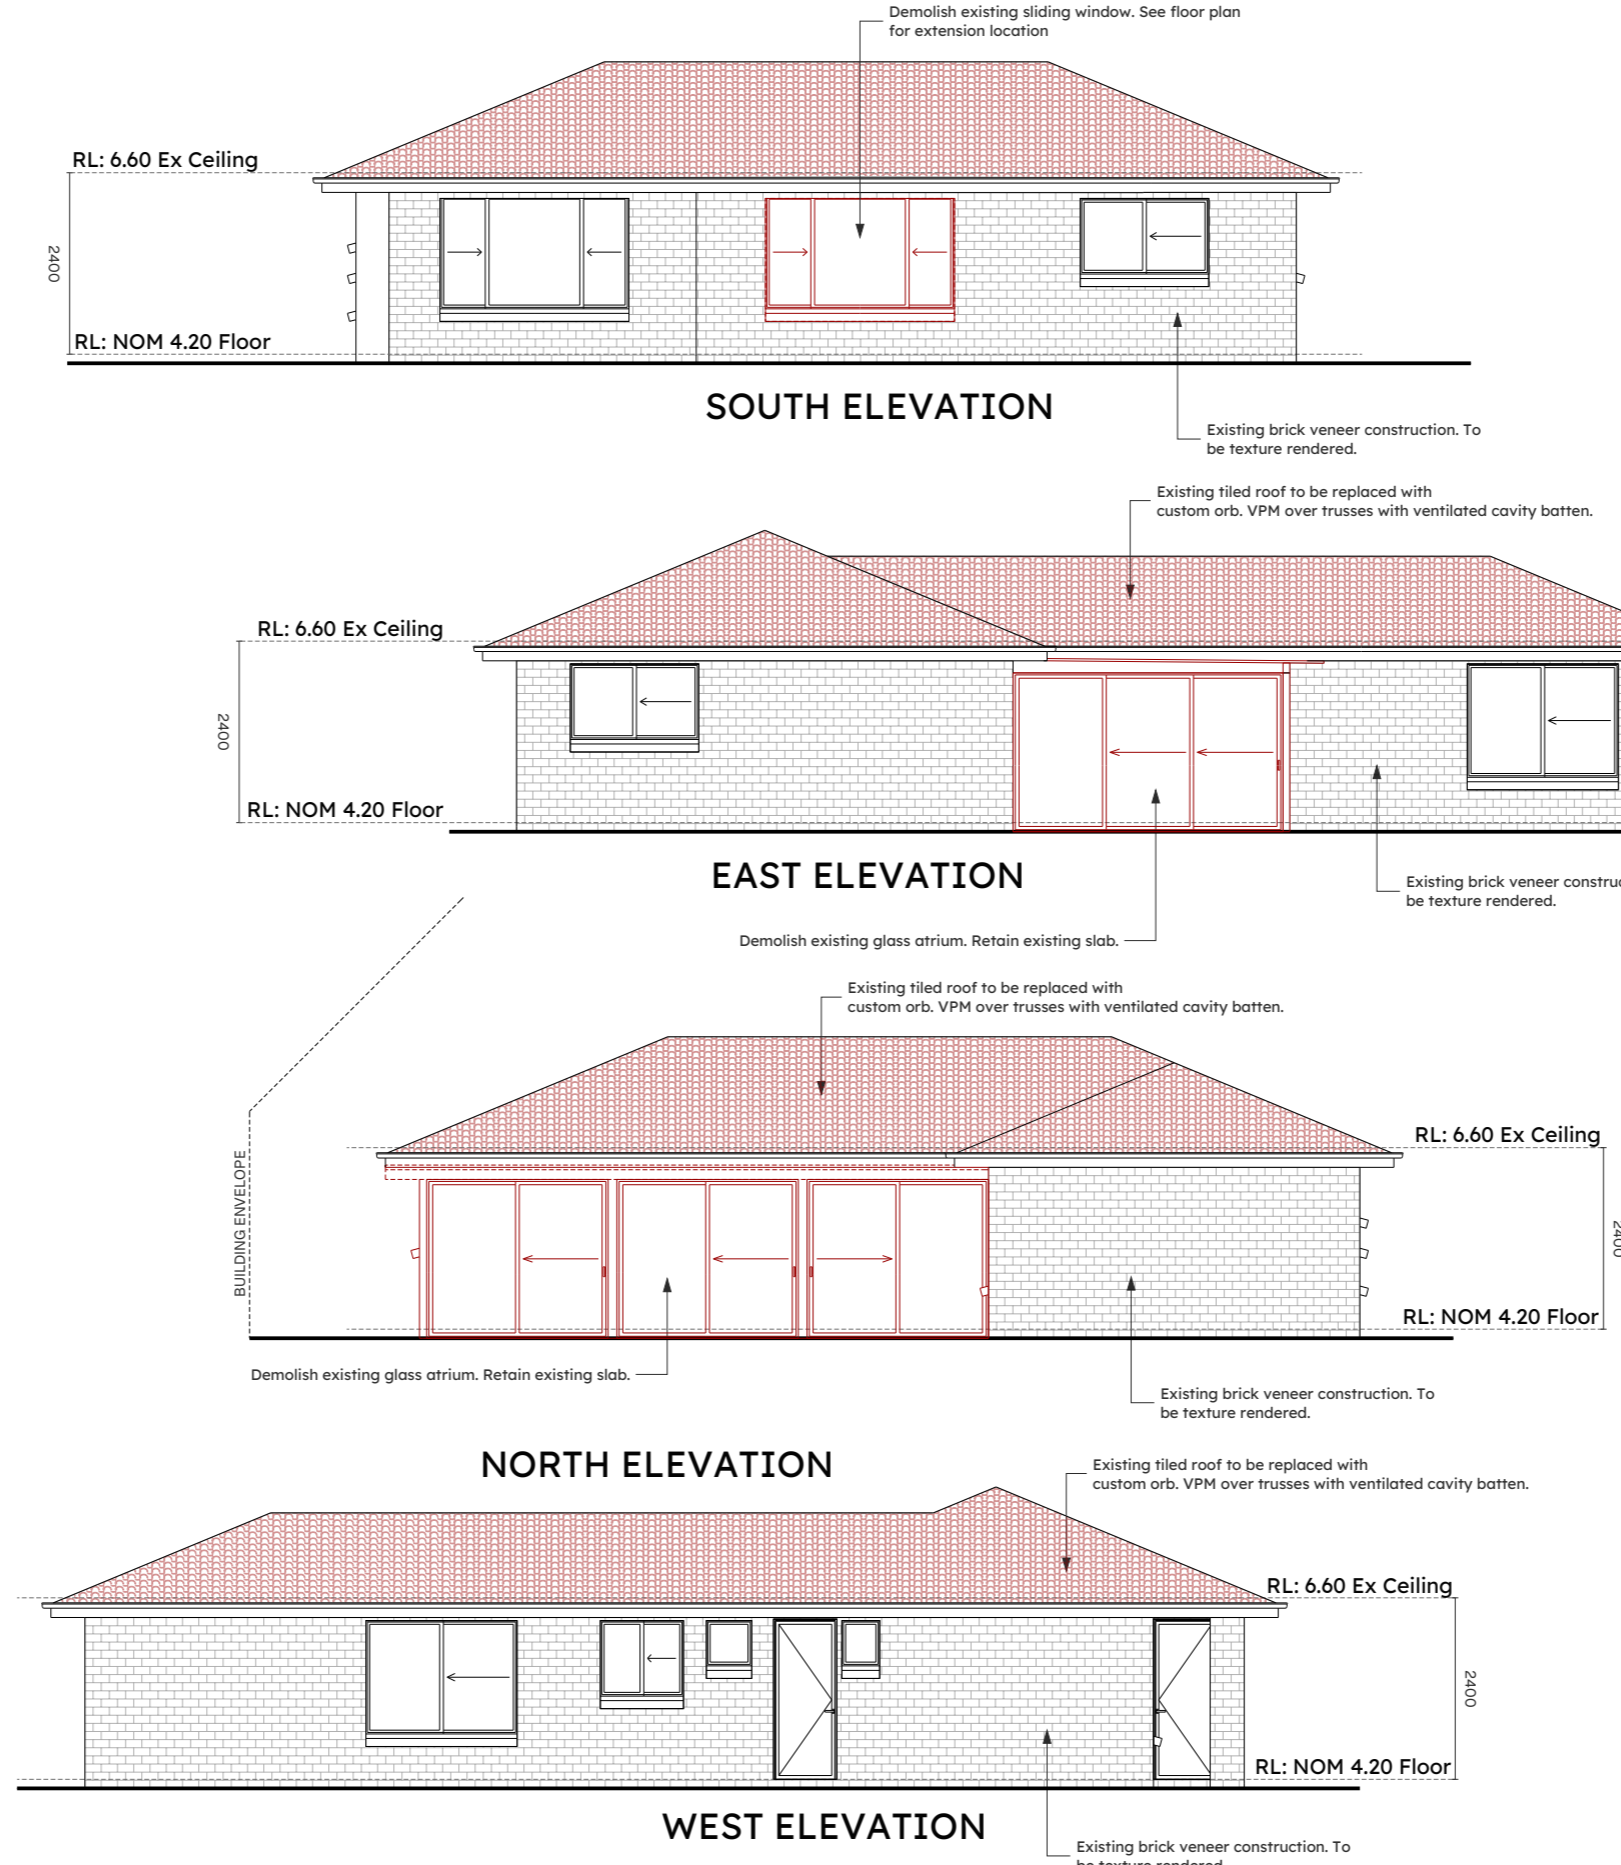 Demolish existing sliding window. See floor plan
for extension location
RL: 6.60 Ex Ceiling
2400
RL: NOM 4.20 Floor
SOUTH ELEVATION
Existing brick veneer construction. To
be texture rendered.
Existing tiled roof to be replaced with
custom orb. VPM over trusses with ventilated cavity batten.
RL: 6.60 Ex Ceiling
2400
RL: NOM 4.20 Floor
EAST ELEVATION
Existing brick veneer
be texture rendered.
Demolish existing glass atrium. Retain existing slab.
Existing tiled roof to be replaced with
custom orb. VPM over trusses with ventilated cavity batten.
RL: 6.60 Ex Ceiling
BUILDING ENVELOPE
2400
RL: NOM 4.20 Floor
Demolish existing glass atrium. Retain existing slab.
Existing brick veneer construction. To
be texture rendered.
NORTH ELEVATION
Existing tiled roof to be replaced with
custom orb. VPM over trusses with ventilated cavity batten.
RL: 6.60 Ex Ceiling
2400
RL: NOM 4.20 Floor
WEST ELEVATION
Existing brick veneer construction. To
be texture rendered